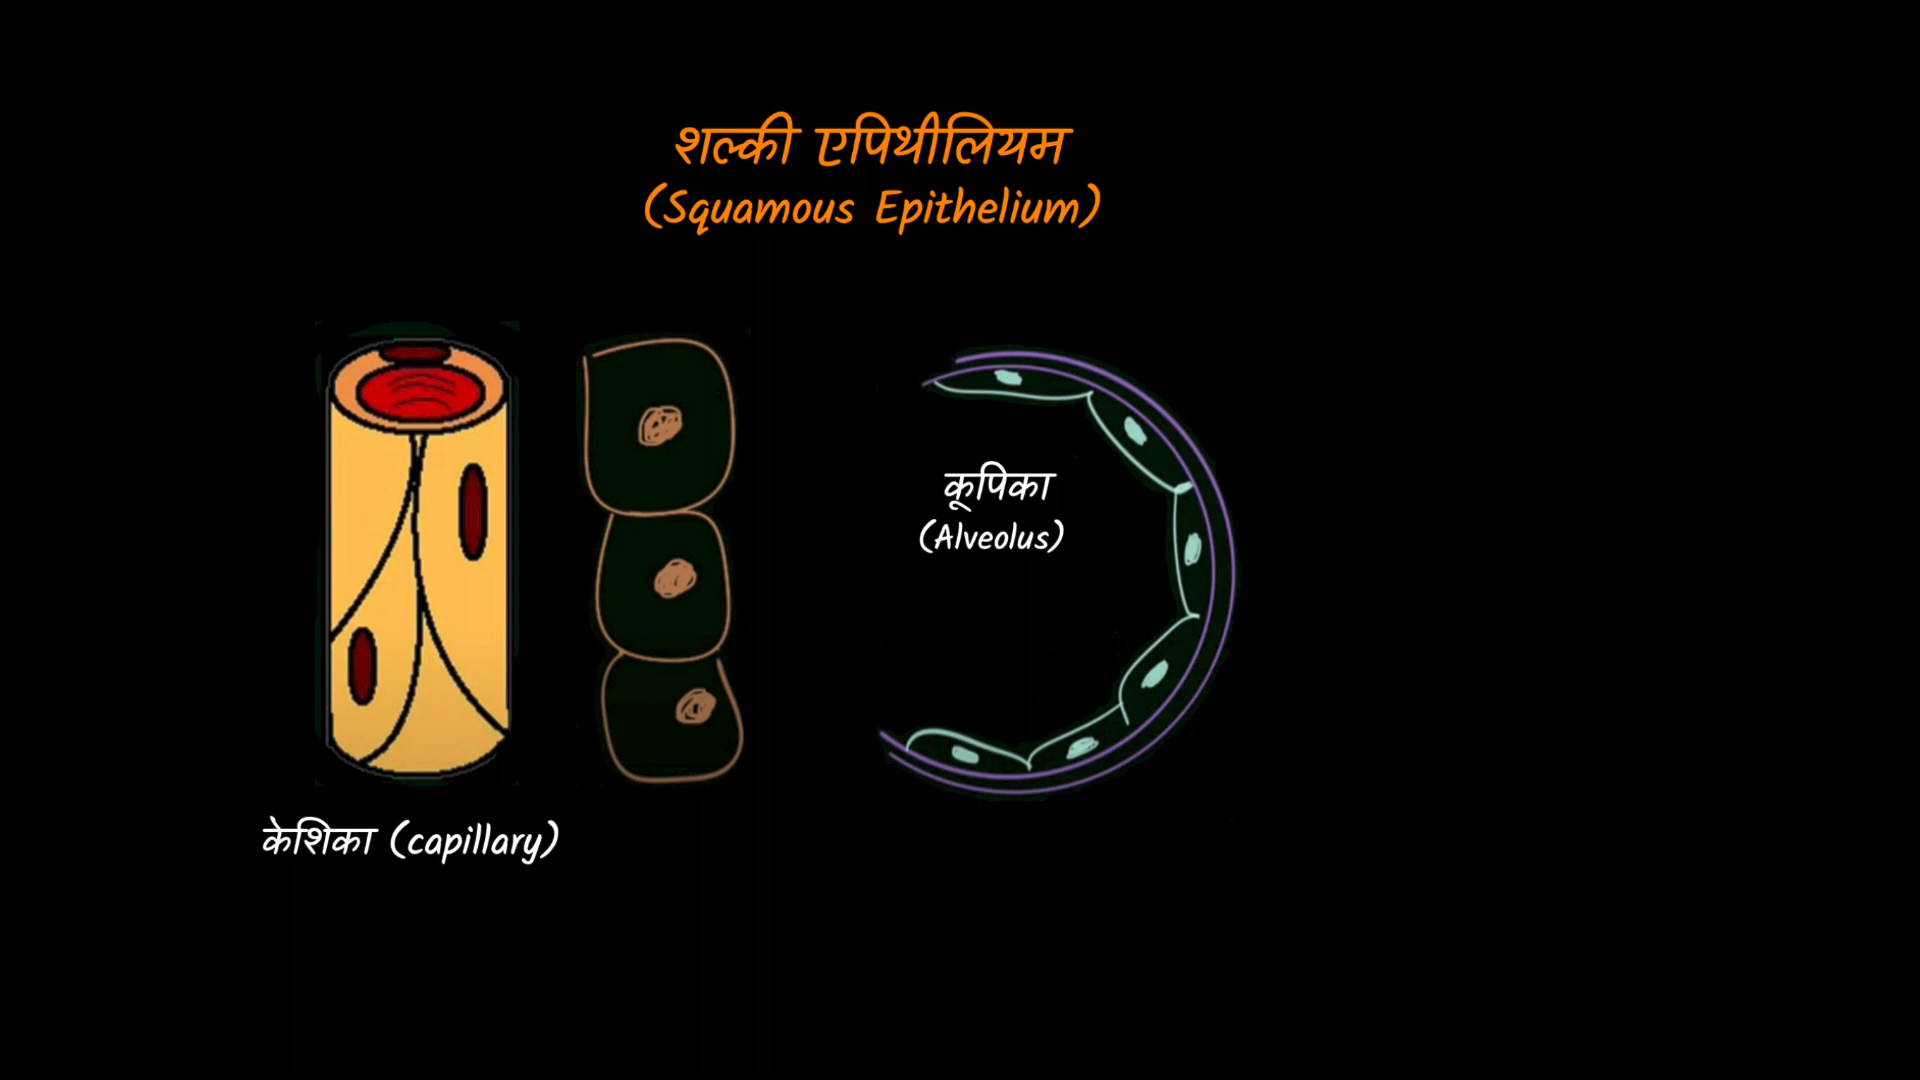 शल्की एपिथीलियम
(Squamous Epithelium)
कूपिका
(Alveolus)
केशिका (capillary)